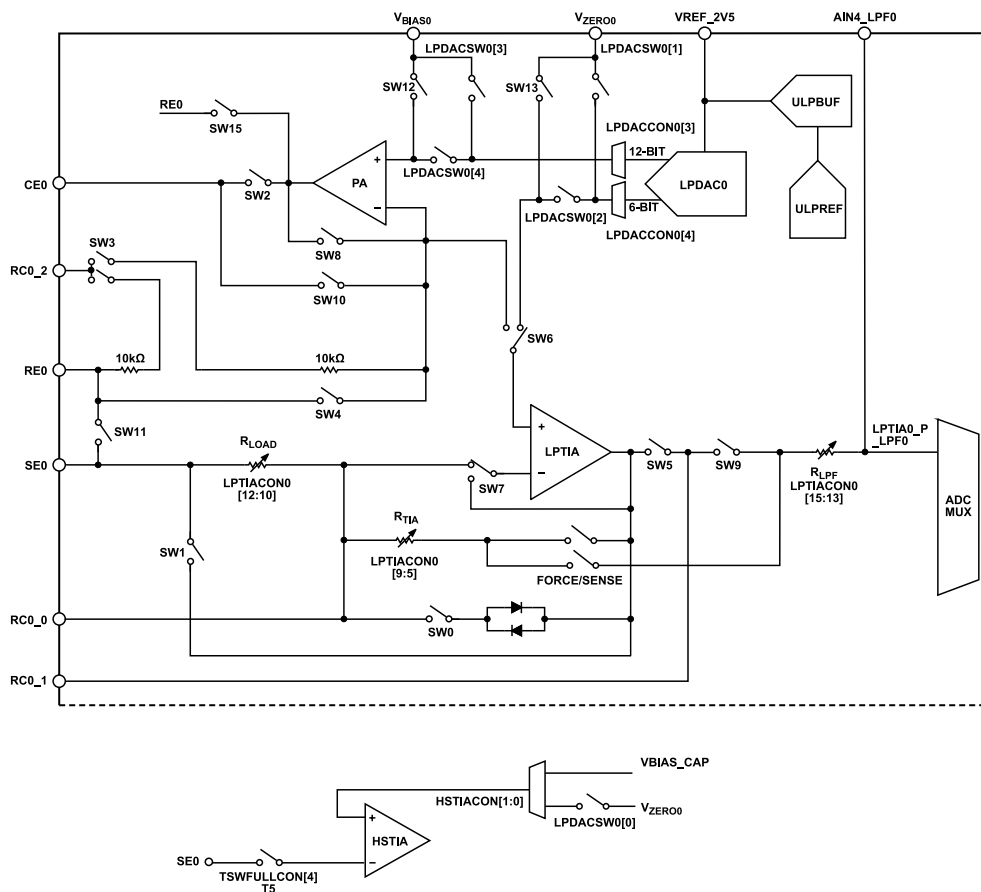 VBIAS0
VZERO0
VREF_2V5
AIN4_LPF0
LPDACSW0[3]
LPDACSW0[1]
SW12
SW13
ULPBUF
RE0
SW15
LPDACCON0[3]
12-BIT
PA
+
−
LPDACSW0[4]
LPDAC0
CE0
SW2
6-BIT
ULPREF
LPDACSW0[2]
LPDACCON0[4]
SW3
SW8
RC0_2
SW10
SW6
10kΩ
10kΩ
RE0
SW4
SW11
+
−
LPTIA
LPTIA0_P
_LPF0
RLOAD
SE0
SW5
SW9
LPTIACON0
[12:10]
SW7
RLPF
LPTIACON0
[15:13]
ADC
MUX
RTIA
SW1
LPTIACON0
[9:5]
FORCE/SENSE
RC0_0
SW0
RC0_1
VBIAS_CAP
HSTIACON[1:0]
VZERO0
LPDACSW0[0]
+
−
HSTIA
SE0
TSWFULLCON[4]
T5